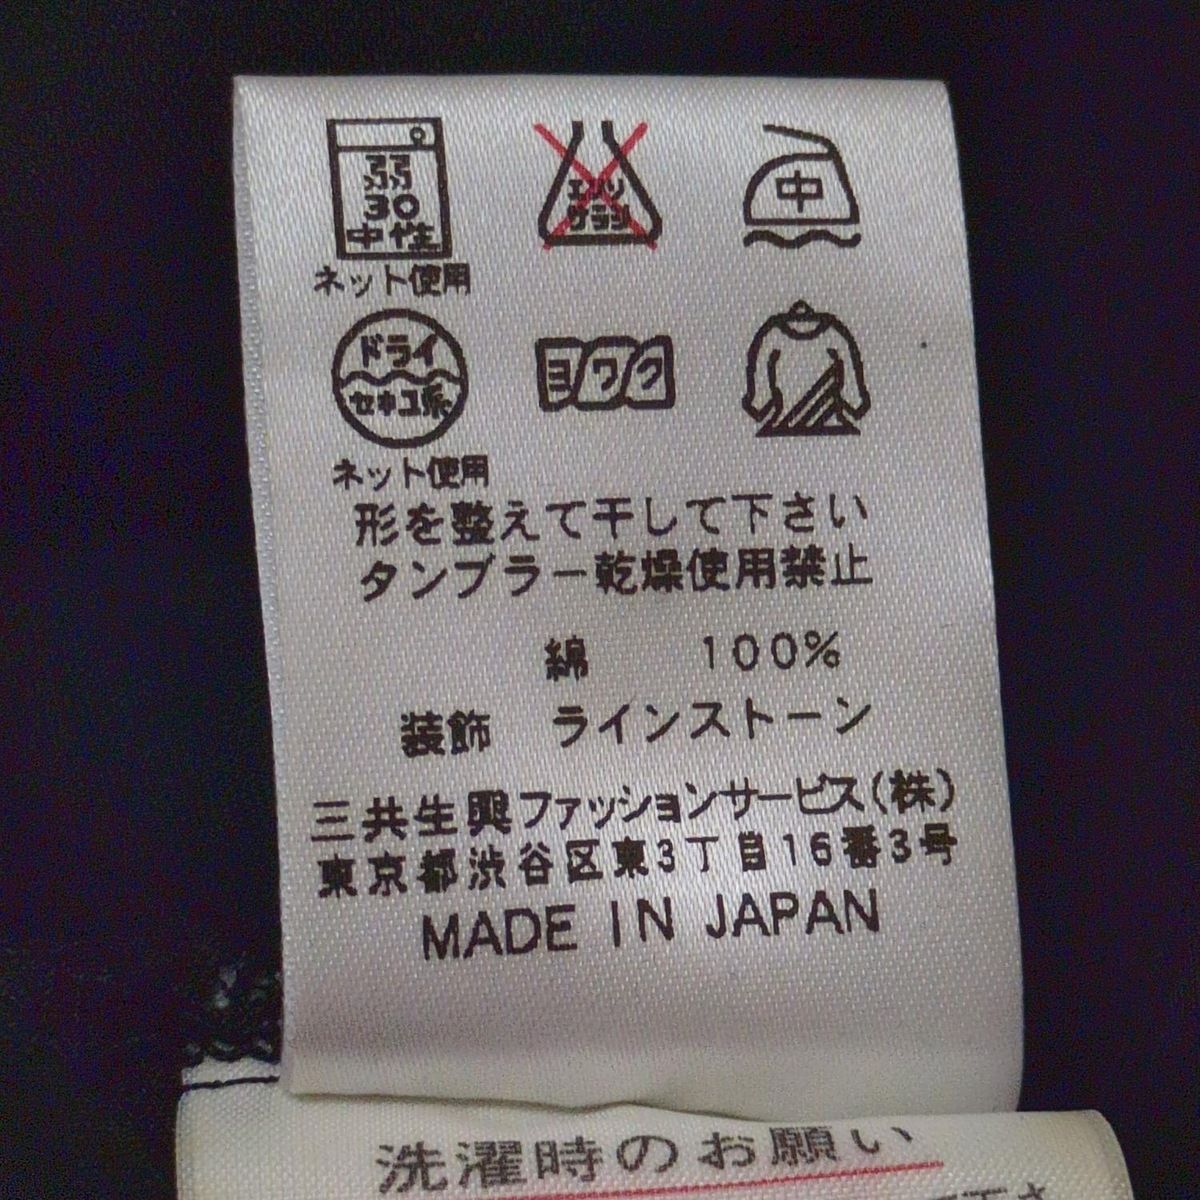 弱
30
中性
ネット使用
エンソ
サラシ
中
ドライ
セキユ系
ネット使用
ヨワク
形を整えて干して下さい
タンブラー乾燥使用禁止
綿 100%
装飾 ラインストーン
三共生興ファッションサービス(株)
東京都渋谷区東3丁目16番3号
MADE IN JAPAN
洗濯時のお願い